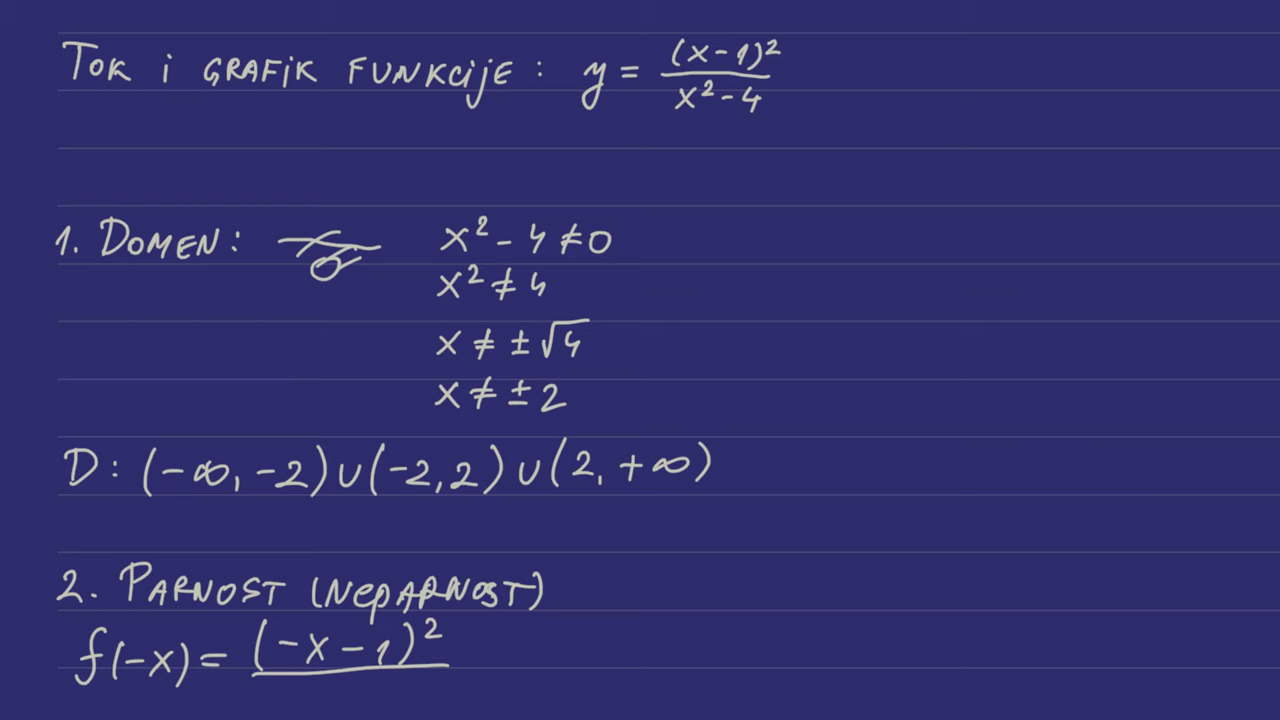 Tok i GRAFiK FUNKCijE : y = (x-1)² / x²-4
1. DOMEN: x² - 4 ≠ 0
x² ≠ 4
x ≠ ± √4
x ≠ ± 2
D: (-∞, -2) ∪ (-2, 2) ∪ (2, +∞)
2. PARNOST (NEpARNOST)
f(-x) = (-x-1)²